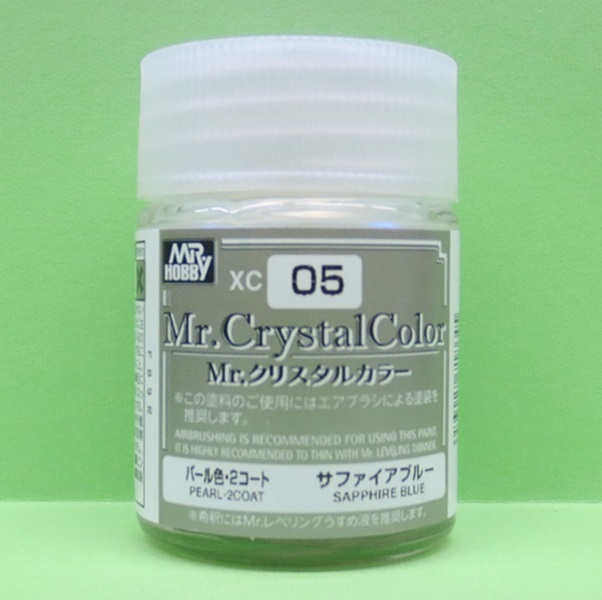 MR.
HOBBY
XC 05
Mr.CrystalColor
Mr.クリスタルカラー
※この塗料のご使用にはエアブラシによる塗装を
推奨します。
AIRBRUSHING IS RECOMMENDED FOR USING THIS PAINT.
IT IS HIGHLY RECOMMENDED TO THIN WITH Mr. LEVELING THINNER.
パール色・2コート サファイアブルー
PEARL-2COAT SAPPHIRE BLUE
※希釈にはMr.レベリングうすめ液を推奨します。